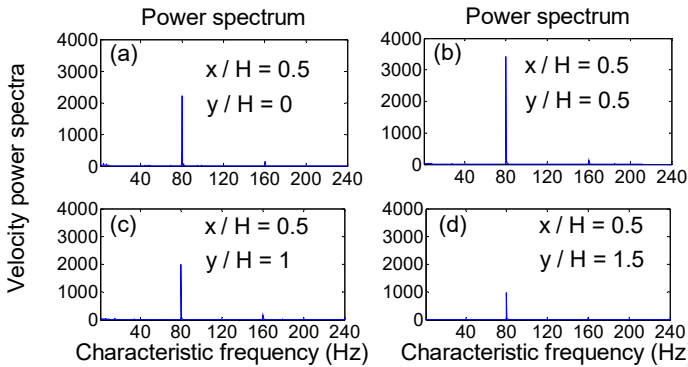 Power spectrum
Power spectrum
Velocity power spectra
4000
3000
2000
1000
0
(a)
x / H = 0.5
y / H = 0
40 80 120 160 200 240
4000
3000
2000
1000
0
(b)
x / H = 0.5
y / H = 0.5
40 80 120 160 200 240
4000
3000
2000
1000
0
(c)
x / H = 0.5
y / H = 1
40 80 120 160 200 240
Characteristic frequency (Hz)
4000
3000
2000
1000
0
(d)
x / H = 0.5
y / H = 1.5
40 80 120 160 200 240
Characteristic frequency (Hz)